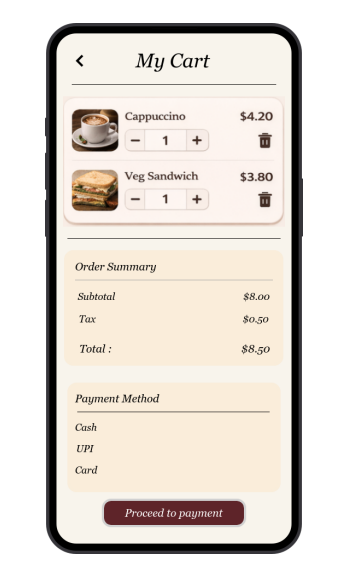 My Cart
Cappuccino $4.20
− 1 +
Veg Sandwich $3.80
− 1 +
Order Summary
Subtotal $8.00
Tax $0.50
Total : $8.50
Payment Method
Cash
UPI
Card
Proceed to payment